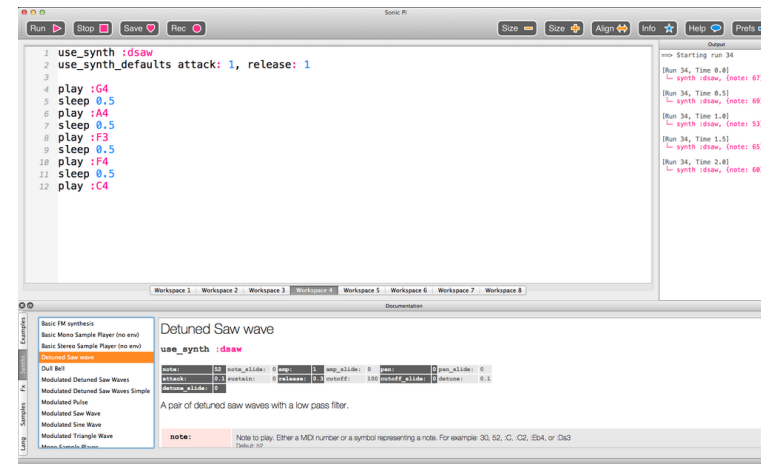 Sonic Pi
Run Stop Save Rec Size Size Align Info Help Prefs
1 use_synth :dsaw
2 use_synth_defaults attack: 1, release: 1
3
4 play :G4
5 sleep 0.5
6 play :A4
7 sleep 0.5
8 play :F3
9 sleep 0.5
10 play :F4
11 sleep 0.5
12 play :C4
Output
==> Starting run 34
[Run 34, Time 0.0]
synth :dsaw, {note: 67
[Run 34, Time 0.5]
synth :dsaw, {note: 69
[Run 34, Time 1.0]
synth :dsaw, {note: 53
[Run 34, Time 1.5]
synth :dsaw, {note: 65
[Run 34, Time 2.0]
synth :dsaw, {note: 60
Workspace 1 Workspace 2 Workspace 3 Workspace 4 Workspace 5 Workspace 6 Workspace 7 Workspace 8
Documentation
Examples
Synths
Fx
Samples
Lang
Basic FM synthesis
Basic Mono Sample Player (no env)
Basic Stereo Sample Player (no env)
Detuned Saw wave
Dull Bell
Modulated Detuned Saw Waves
Modulated Detuned Saw Waves Simple
Modulated Pulse
Modulated Saw Wave
Modulated Sine Wave
Modulated Triangle Wave
Mono Sample Player
Detuned Saw wave
use_synth :dsaw
note: 52 note_slide: 0 amp: 1 amp_slide: 0 pan: 0 pan_slide: 0
attack: 0.1 sustain: 0 release: 0.3 cutoff: 100 cutoff_slide: 0 detune: 0.1
detune_slide: 0
A pair of detuned saw waves with a low pass filter.
note: Note to play. Either a MIDI number or a symbol representing a note. For example: 30, 52, :C, :C2, :Eb4, or :Ds3
Default: 52